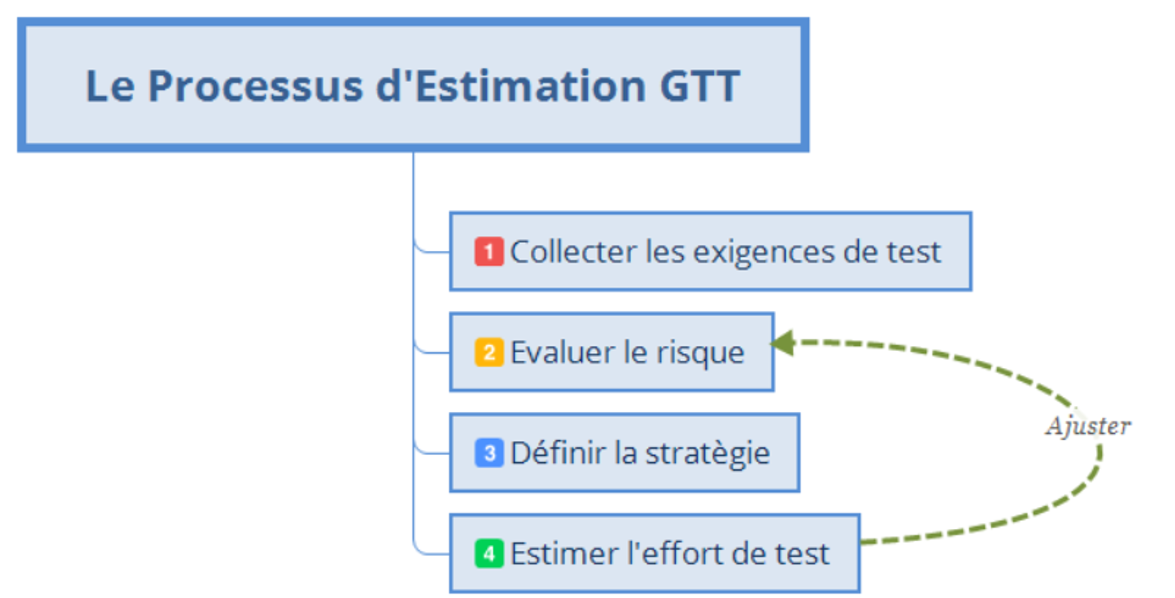 Le Processus d'Estimation GTT
1 Collecter les exigences de test
2 Evaluer le risque
Ajuster
3 Définir la stratègie
4 Estimer l'effort de test